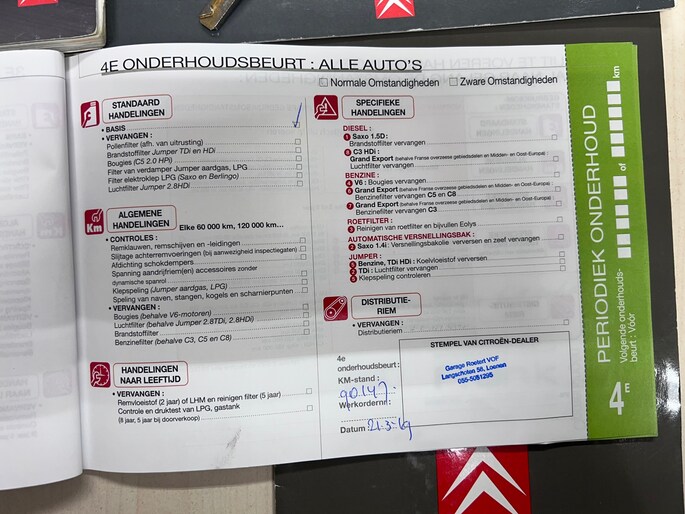 4E ONDERHOUDSBEURT : ALLE AUTO'S
Normale Omstandigheden
Zware Omstandigheden
STANDAARD
HANDELINGEN
• BASIS
• VERVANGEN :
Pollenfilter (afh. van uitrusting)
Brandstoffilter Jumper TDi en HDi
Bougies (C5 2.0 HPi)
Filter van verdamper Jumper aardgas, LPG
Filter elektroklep LPG (Saxo en Berlingo)
Luchtfilter Jumper 2.8HDi
Km
ALGEMENE
HANDELINGEN
Elke 60 000 km, 120 000 km...
• CONTROLES :
Remklauwen, remschijven en -leidingen
Slijtage achterremvoeringen (bij aanwezigheid inspectiegaten)
Afdichting schokdempers
Spanning aandrijfriem(en) accessoires zonder
dynamische spanrol
Klepspeling (Jumper aardgas, LPG)
Speling van naven, stangen, kogels en scharnierpunten
• VERVANGEN :
Bougies (behalve V6-motoren)
Luchtfilter (behalve Jumper 2.8TDi, 2.8HDi)
Brandstoffilter
Benzinefilter (behalve C3, C5 en C8)
HANDELINGEN
NAAR LEEFTIJD
• VERVANGEN :
Remvloeistof (2 jaar) of LHM en reinigen filter (5 jaar)
Controle en druktest van LPG, gastank
(8 jaar, 5 jaar bij doorverkoop)
SPECIFIEKE
HANDELINGEN
DIESEL :
Saxo 1.5D:
Brandstoffilter vervangen
C3 HDi :
Grand Export (behalve Franse overzeese gebiedsdelen en Midden- en Oost-Europa) :
Luchtfilter vervangen
BENZINE :
V6 : Bougies vervangen
Grand Export (behalve Franse overzeese gebiedsdelen en Midden- en Oost-Europa) :
Benzinefilter vervangen C5 en C8
Grand Export (behalve Franse overzeese gebiedsdelen en Midden- en Oost-Europa) :
Benzinefilter vervangen C3
ROETFILTER :
Reinigen van roetfilter en bijvullen Eolys
AUTOMATISCHE VERSNELLINGSBAK :
Saxo 1.4i: Versnellingsbakolie verversen en zeef vervangen
JUMPER :
Benzine, TDi HDi : Koelvloeistof verversen
TDi : Luchtfilter vervangen
Klepspeling controleren
DISTRIBUTIE-
RIEM
• VERVANGEN :
Distributieriem
4e
onderhoudsbeurt :
KM-stand :
90.147
Werkordernr. :
Datum : 21-3-19
STEMPEL VAN CITROËN-DEALER
Garage Roelert VOF
Langschoten 58, Loenen
055-5051295
PERIODIEK ONDERHOUD
Volgende onderhouds-
beurt : Vóór
of
km
4E